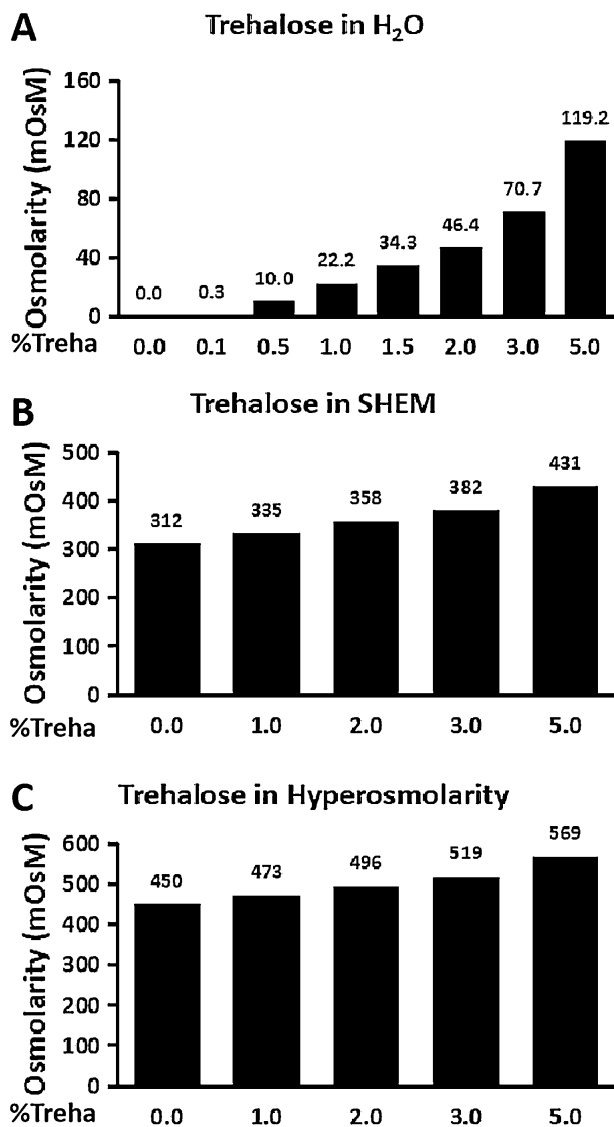 A
Trehalose in H₂O
Osmolarity (mOsM)
160
120
80
40
0
0.0 0.3 10.0 22.2 34.3 46.4 70.7 119.2
%Treha 0.0 0.1 0.5 1.0 1.5 2.0 3.0 5.0
B
Trehalose in SHEM
Osmolarity (mOsM)
500
400
300
200
100
0
312 335 358 382 431
%Treha 0.0 1.0 2.0 3.0 5.0
C
Trehalose in Hyperosmolarity
Osmolarity (mOsM)
600
500
400
300
200
100
0
450 473 496 519 569
%Treha 0.0 1.0 2.0 3.0 5.0